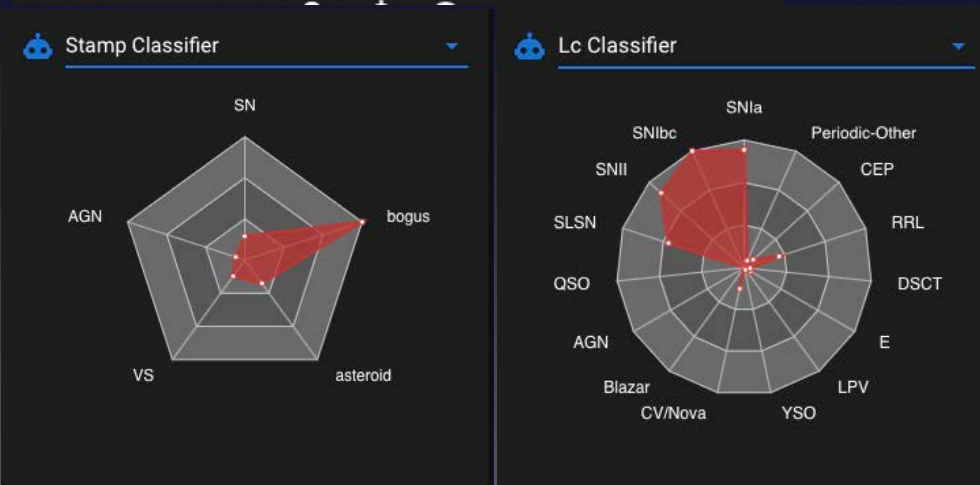 Stamp Classifier
SN
AGN
bogus
VS
asteroid
Lc Classifier
SNIa
SNIbc
Periodic-Other
SNII
CEP
SLSN
RRL
QSO
DSCT
AGN
E
Blazar
LPV
CV/Nova
YSO